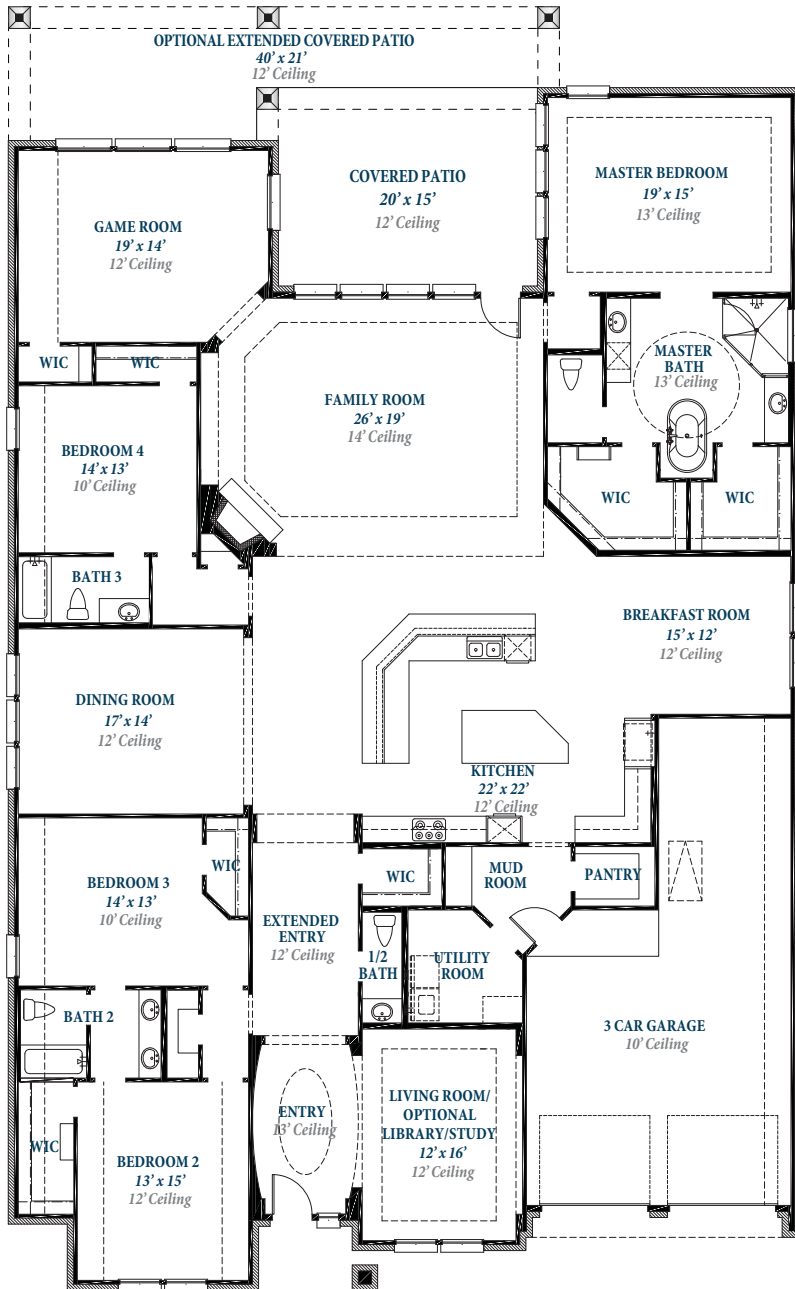 OPTIONAL EXTENDED COVERED PATIO
40' x 21'
12' Ceiling
COVERED PATIO
20' x 15'
12' Ceiling
MASTER BEDROOM
19' x 15'
13' Ceiling
GAME ROOM
19' x 14'
12' Ceiling
WIC
WIC
MASTER
BATH
13' Ceiling
FAMILY ROOM
26' x 19'
14' Ceiling
BEDROOM 4
14' x 13'
10' Ceiling
WIC
WIC
BATH 3
BREAKFAST ROOM
15' x 12'
12' Ceiling
DINING ROOM
17' x 14'
12' Ceiling
KITCHEN
22' x 22'
12' Ceiling
WIC
BEDROOM 3
14' x 13'
10' Ceiling
WIC
MUD
ROOM
PANTRY
EXTENDED
ENTRY
12' Ceiling
1/2
BATH
UTILITY
ROOM
BATH 2
3 CAR GARAGE
10' Ceiling
ENTRY
13' Ceiling
LIVING ROOM/
OPTIONAL
LIBRARY/STUDY
12' x 16'
12' Ceiling
WIC
BEDROOM 2
13' x 15'
12' Ceiling